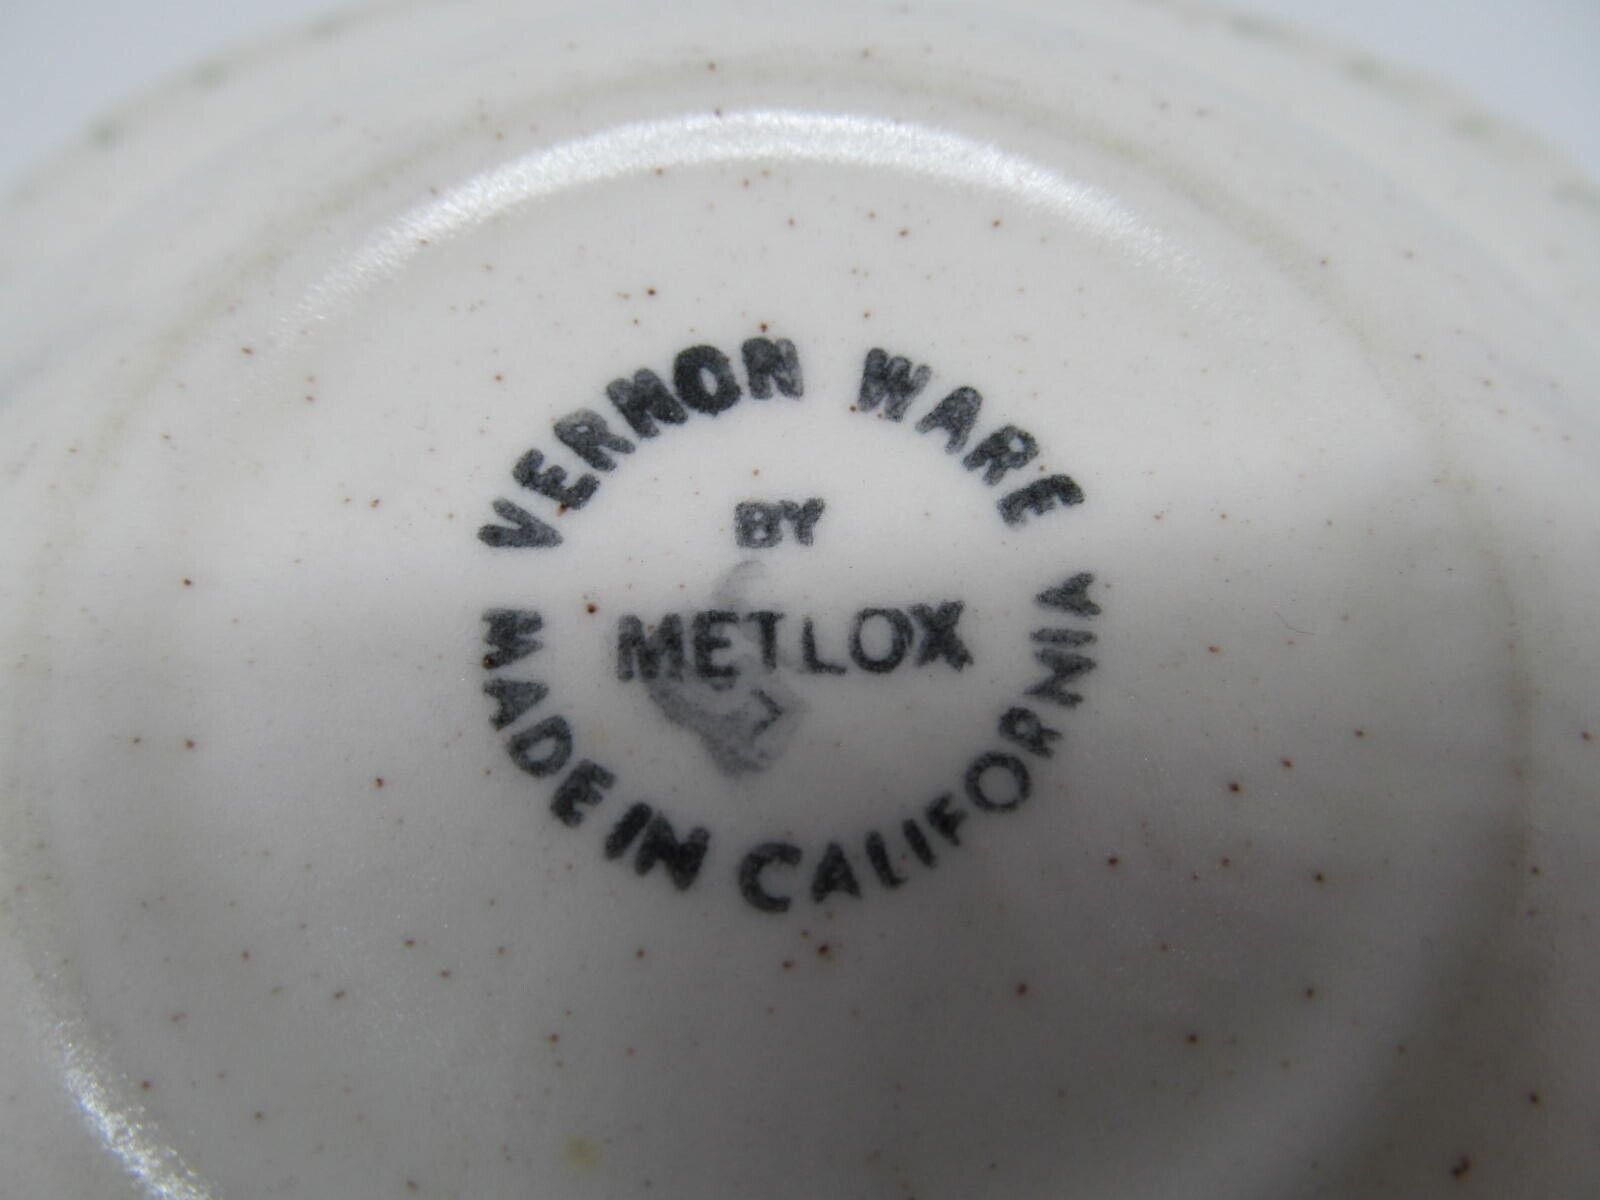 VERNON WARE
BY
METLOX
MADE IN CALIFORNIA